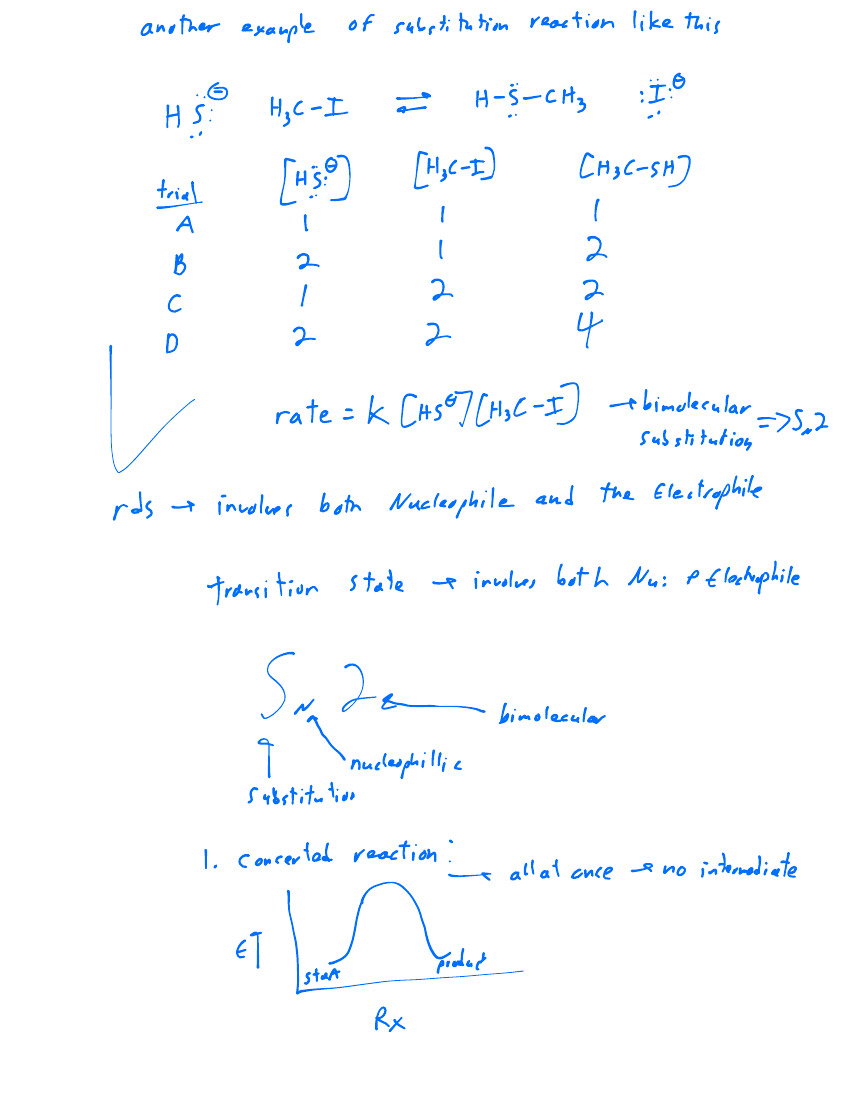 another example of substitution reaction like this
HS:⊖ H₃C-I ⇌ H-S-CH₃ :I:⊖
trial [HS:⊖] [H₃C-I] [H₃C-SH]
A 1 1 1
B 2 1 2
C 1 2 2
D 2 2 4
rate = k [HS⊖][H₃C-I] → bimolecular substitution => SN2
rds → involves both Nucleophile and the Electrophile
transition state → involves both Nu: & Electrophile
SN2
bimolecular
nucleophillic
substitution
1. concerted reaction: → all at once → no intermediate
E↑
start product
Rx